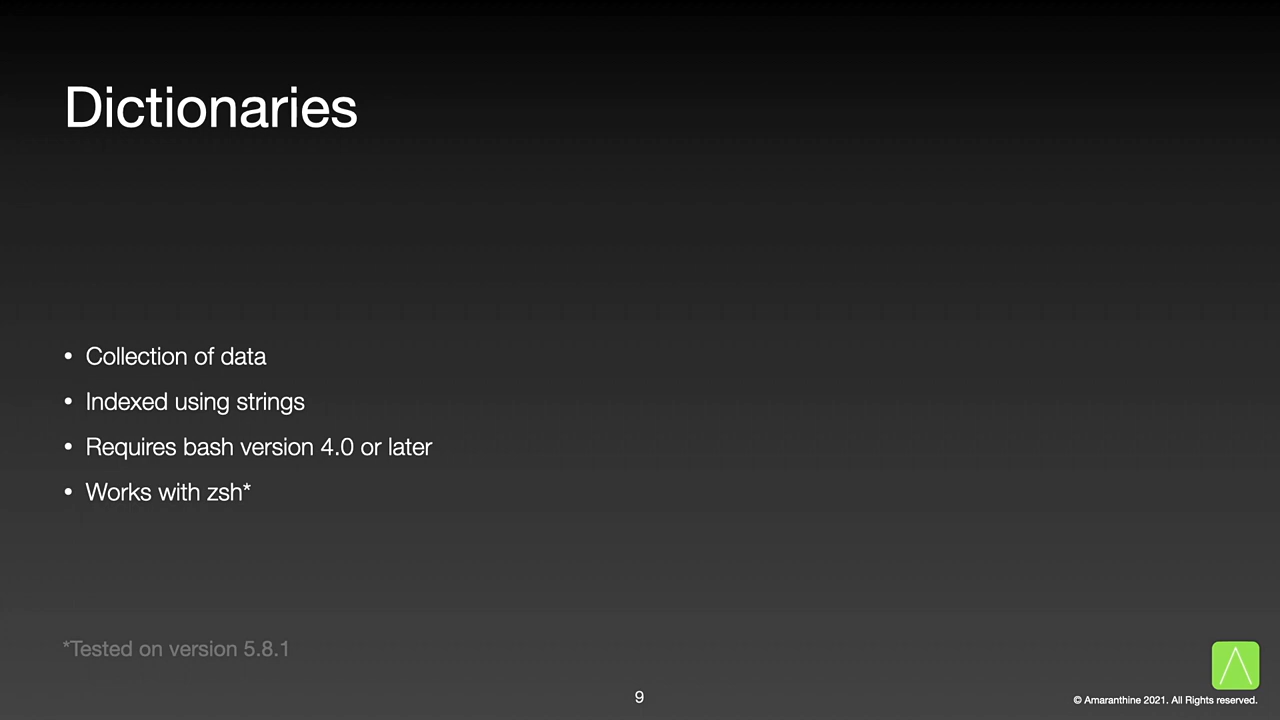 Dictionaries
• Collection of data
• Indexed using strings
• Requires bash version 4.0 or later
• Works with zsh*
*Tested on version 5.8.1
9
© Amaranthine 2021. All Rights reserved.